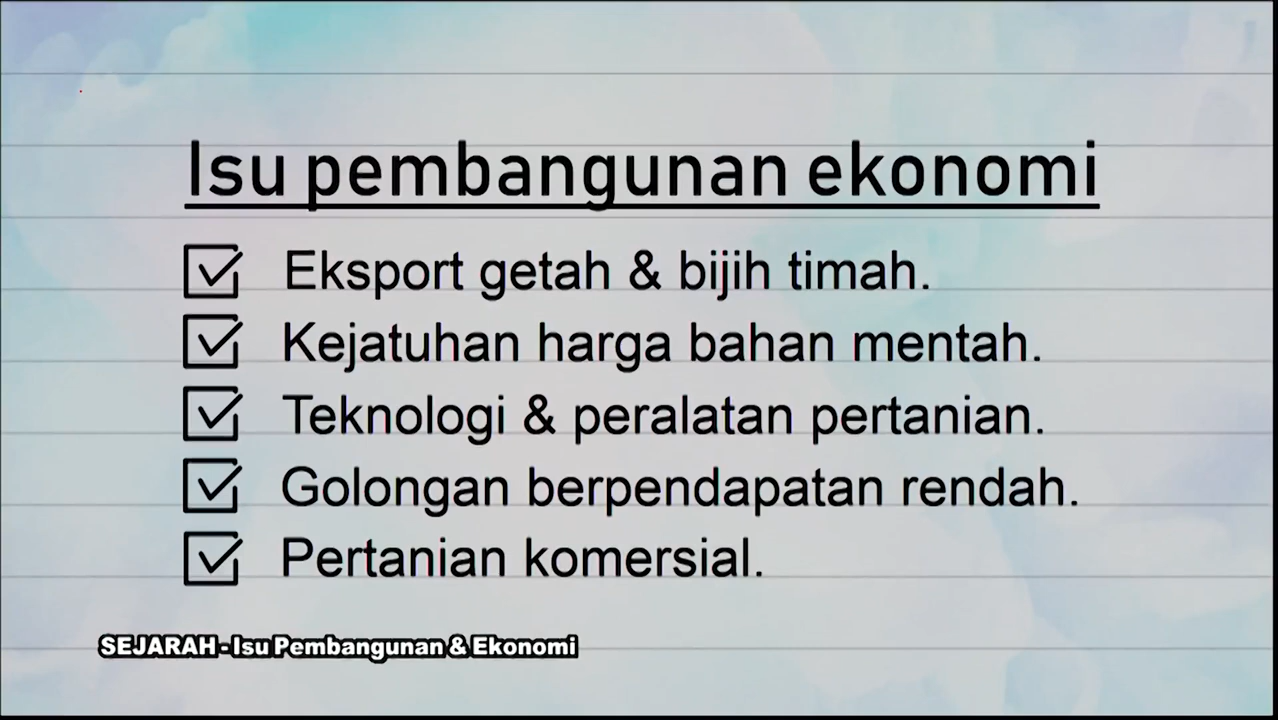 Isu pembangunan ekonomi
Eksport getah & bijih timah.
Kejatuhan harga bahan mentah.
Teknologi & peralatan pertanian.
Golongan berpendapatan rendah.
Pertanian komersial.
SEJARAH - Isu Pembangunan & Ekonomi